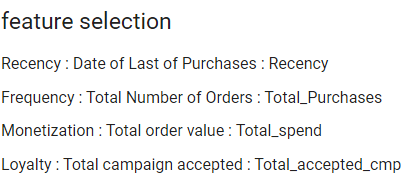 feature selection
Recency : Date of Last of Purchases : Recency
Frequency : Total Number of Orders : Total_Purchases
Monetization : Total order value : Total_spend
Loyalty : Total campaign accepted : Total_accepted_cmp